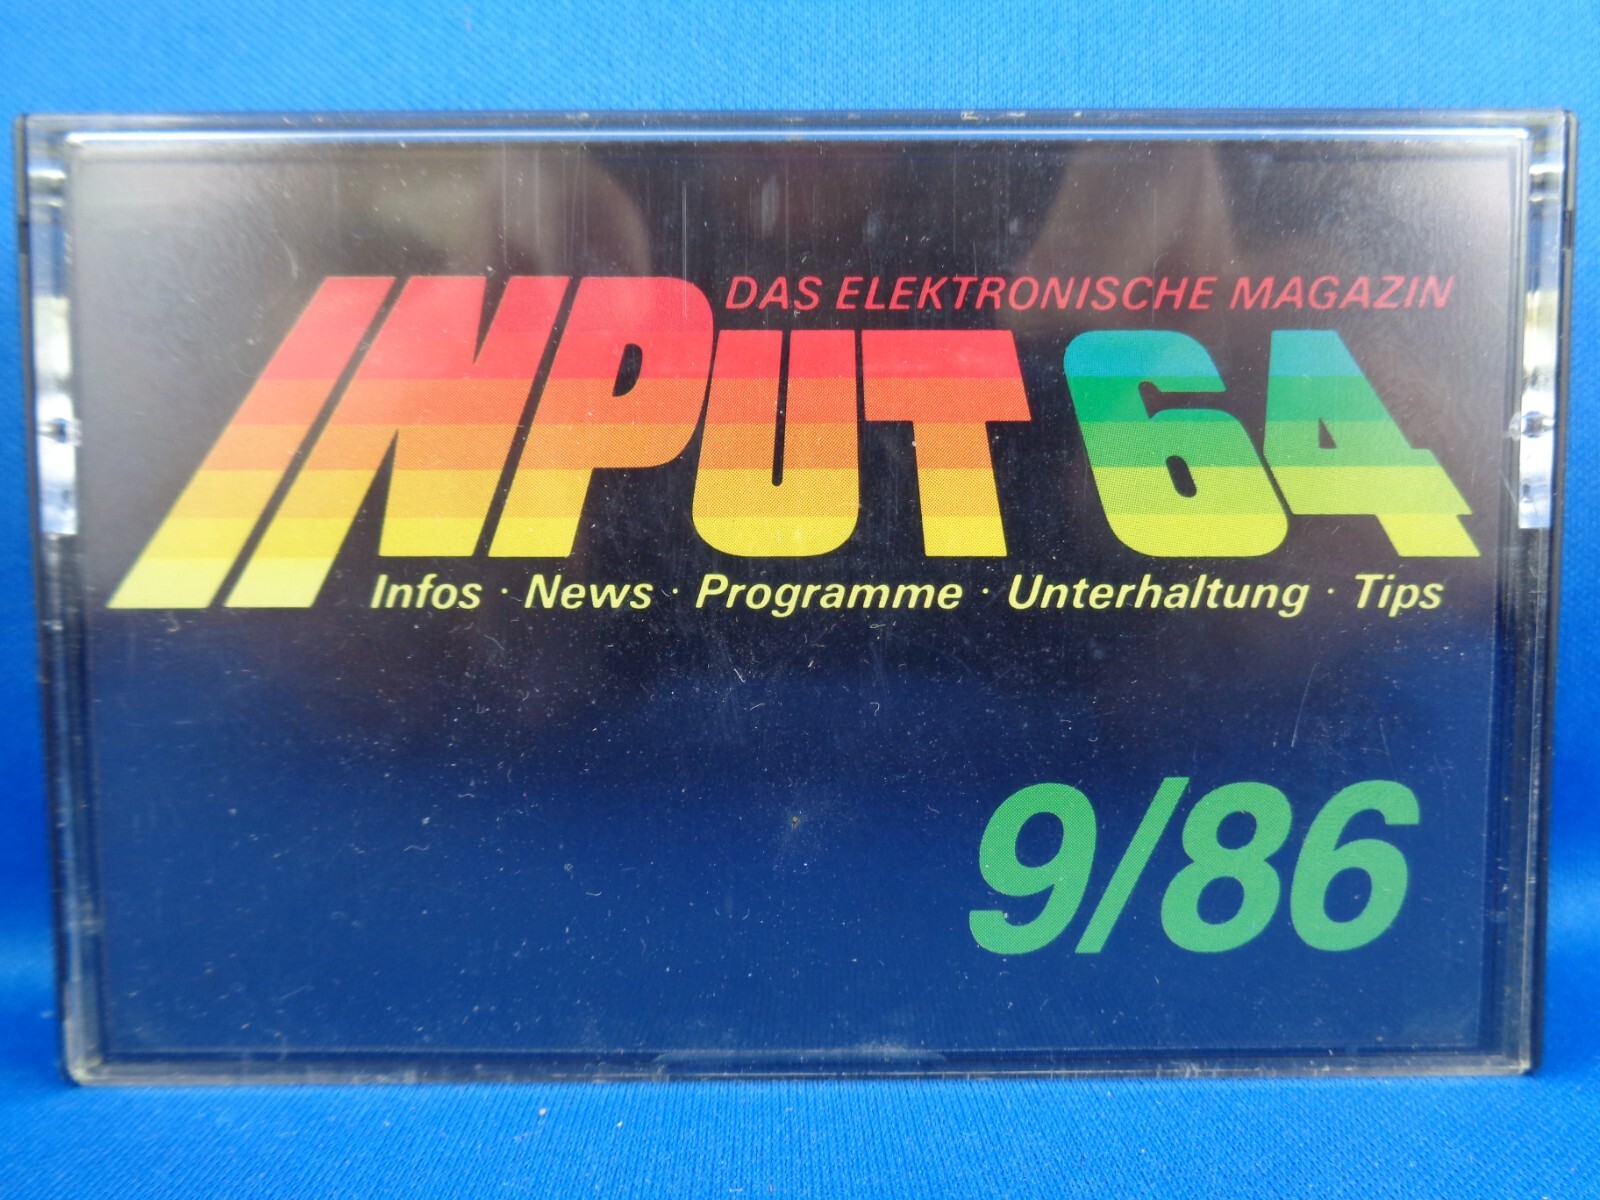 DAS ELEKTRONISCHE MAGAZIN
INPUT 64
Infos · News · Programme · Unterhaltung · Tips
9/86